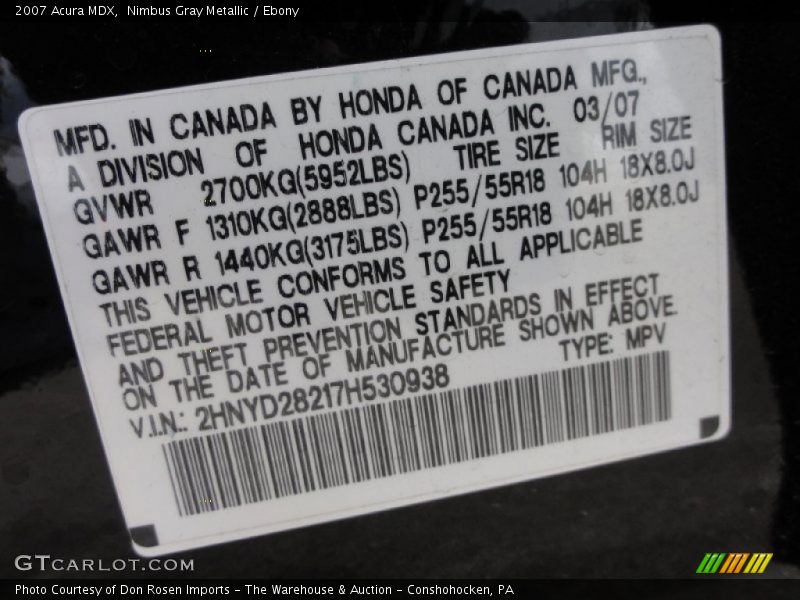 2007 Acura MDX,  Nimbus Gray Metallic / Ebony
MFD. IN CANADA BY HONDA OF CANADA MFG.,
A DIVISION OF HONDA CANADA INC. 03/07
GVWR 2700KG(5952LBS) TIRE SIZE RIM SIZE
GAWR F 1310KG(2888LBS) P255/55R18 104H 18X8.0J
GAWR R 1440KG(3175LBS) P255/55R18 104H 18X8.0J
THIS VEHICLE CONFORMS TO ALL APPLICABLE
FEDERAL MOTOR VEHICLE SAFETY
AND THEFT PREVENTION STANDARDS IN EFFECT
ON THE DATE OF MANUFACTURE SHOWN ABOVE.
V.I.N.: 2HNYD28217H530938 TYPE: MPV
GTCARLOT.COM
Photo Courtesy of Don Rosen Imports - The Warehouse & Auction - Conshohocken, PA